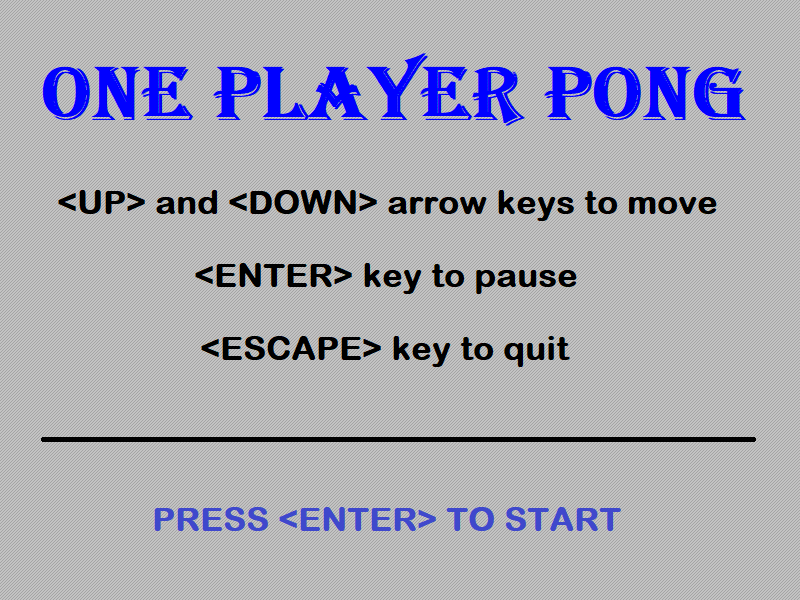 ONE PLAYER PONG
<UP> and <DOWN> arrow keys to move
<ENTER> key to pause
<ESCAPE> key to quit
PRESS <ENTER> TO START